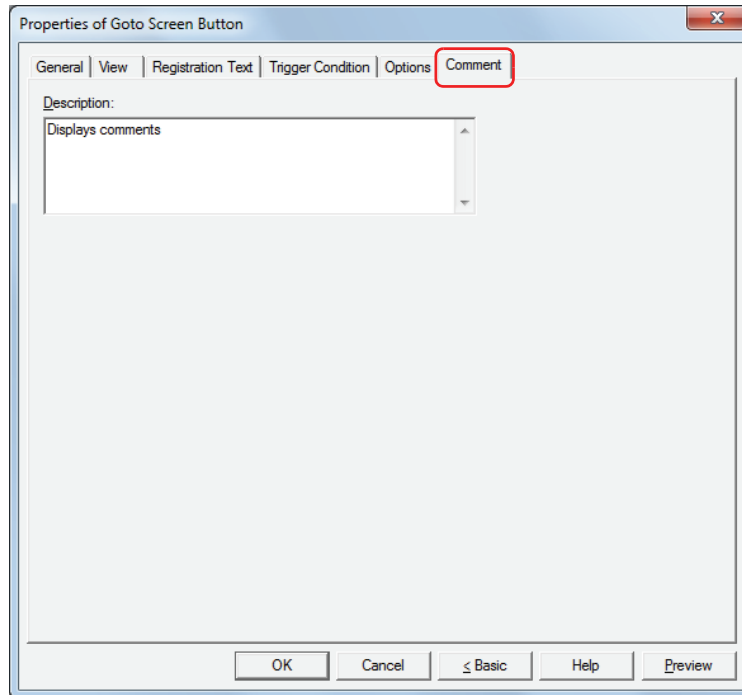 Properties of Goto Screen Button
x
General View Registration Text Trigger Condition Options Comment
Description:
Displays comments
OK Cancel < Basic Help Preview